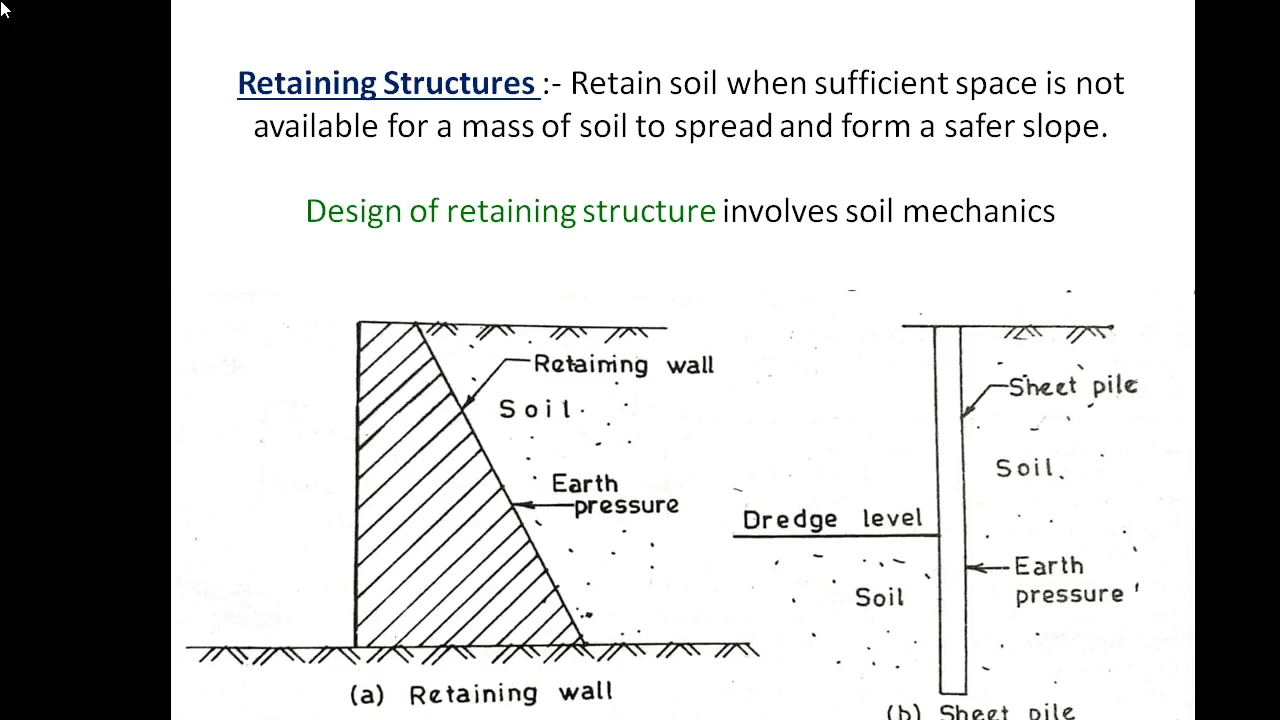 Retaining Structures :- Retain soil when sufficient space is not
available for a mass of soil to spread and form a safer slope.
Design of retaining structure involves soil mechanics
Retaining wall
Soil
Earth
pressure
(a) Retaining wall
Sheet pile
Soil
Dredge level
Soil
Earth
pressure
(b) Sheet pile